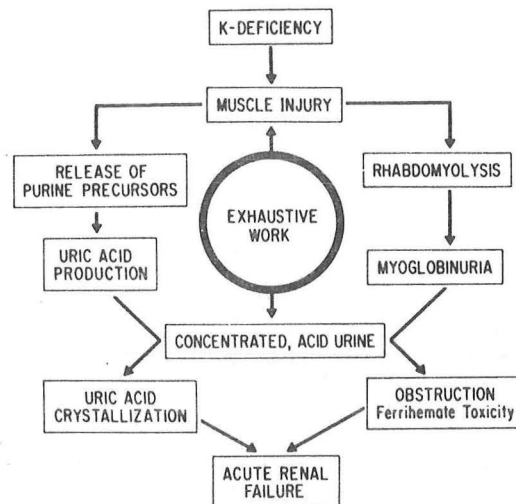 K-DEFICIENCY
MUSCLE INJURY
RELEASE OF
PURINE PRECURSORS
RHABDOMYOLYSIS
EXHAUSTIVE
WORK
URIC ACID
PRODUCTION
MYOGLOBINURIA
CONCENTRATED, ACID URINE
URIC ACID
CRYSTALLIZATION
OBSTRUCTION
Ferrihemate Toxicity
ACUTE RENAL
FAILURE